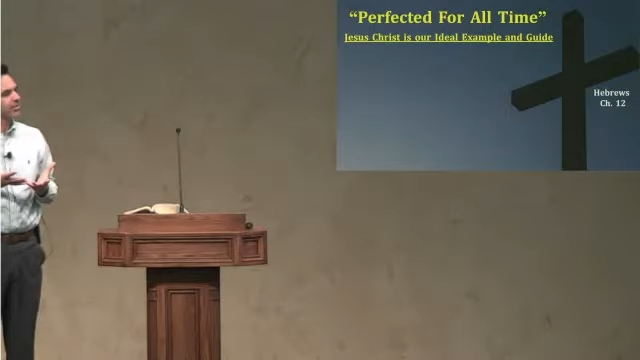 “Perfected For All Time”
Jesus Christ is our Ideal Example and Guide
Hebrews
Ch. 12